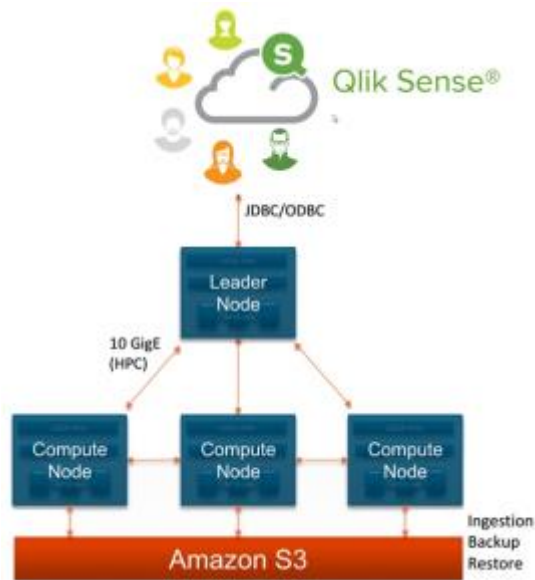 S
Qlik Sense®
JDBC/ODBC
Leader
Node
10 GigE
(HPC)
Compute
Node
Compute
Node
Compute
Node
Ingestion
Backup
Restore
Amazon S3